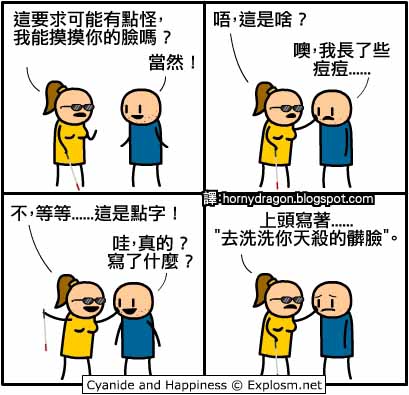 這要求可能有點怪，
我能摸摸你的臉嗎？
當然！
唔，這是啥？
噢，我長了些
痘痘......
譯:hornydragon.blogspot.com
不，等等......這是點字！
哇，真的？
寫了什麼？
上頭寫著......
"去洗洗你天殺的髒臉"。
Cyanide and Happiness © Explosm.net